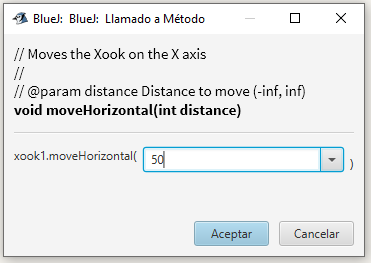 BlueJ: BlueJ: Llamado a Método
// Moves the Xook on the X axis
//
// @param distance Distance to move (-inf, inf)
void moveHorizontal(int distance)
xook1.moveHorizontal( 50 )
Aceptar Cancelar